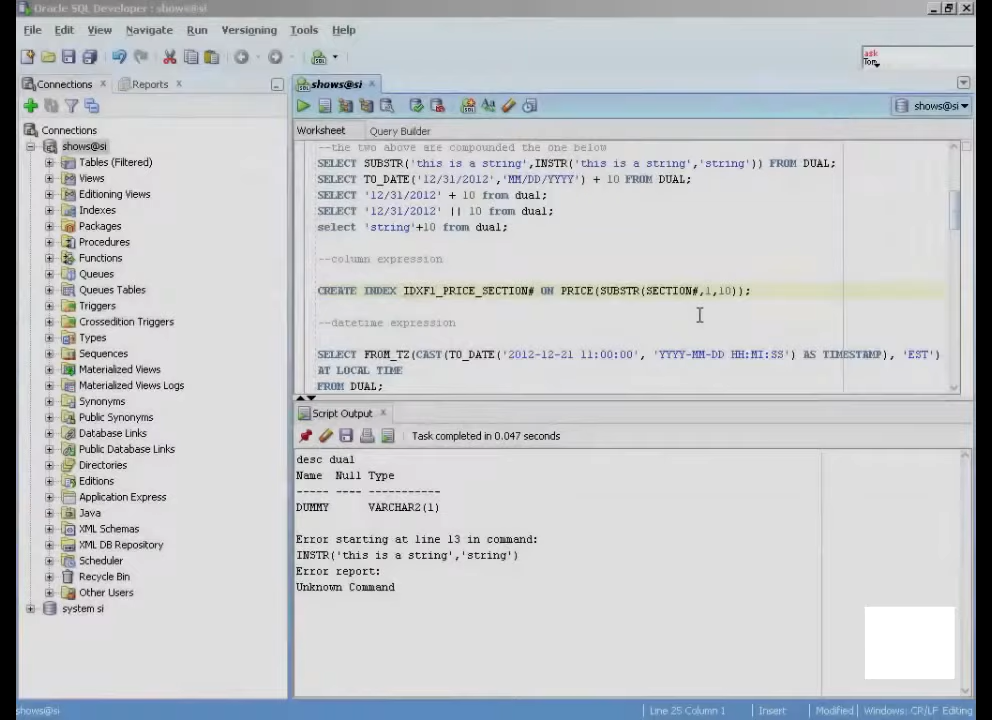 Oracle SQL Developer : shows@si
File Edit View Navigate Run Versioning Tools Help
ask
Tom
Connections Reports
shows@si
shows@si
Worksheet Query Builder
Connections
shows@si
Tables (Filtered)
Views
Editioning Views
Indexes
Packages
Procedures
Functions
Queues
Queues Tables
Triggers
Crossedition Triggers
Types
Sequences
Materialized Views
Materialized Views Logs
Synonyms
Public Synonyms
Database Links
Public Database Links
Directories
Editions
Application Express
Java
XML Schemas
XML DB Repository
Scheduler
Recycle Bin
Other Users
system si
--the two above are compounded the one below
SELECT SUBSTR('this is a string',INSTR('this is a string','string')) FROM DUAL;
SELECT TO_DATE('12/31/2012','MM/DD/YYYY') + 10 FROM DUAL;
SELECT '12/31/2012' + 10 from dual;
SELECT '12/31/2012' || 10 from dual;
select 'string'+10 from dual;
--column expression
CREATE INDEX IDXF1_PRICE_SECTION# ON PRICE(SUBSTR(SECTION#,1,10));
--datetime expression
SELECT FROM_TZ(CAST(TO_DATE('2012-12-21 11:00:00', 'YYYY-MM-DD HH:MI:SS') AS TIMESTAMP), 'EST')
AT LOCAL TIME
FROM DUAL;
Script Output
Task completed in 0.047 seconds
desc dual
Name Null Type
----- ---- -----------
DUMMY VARCHAR2(1)
Error starting at line 13 in command:
INSTR('this is a string','string')
Error report:
Unknown Command
shows@si
Line 25 Column 1 Insert Modified Windows: CR/LF Editing